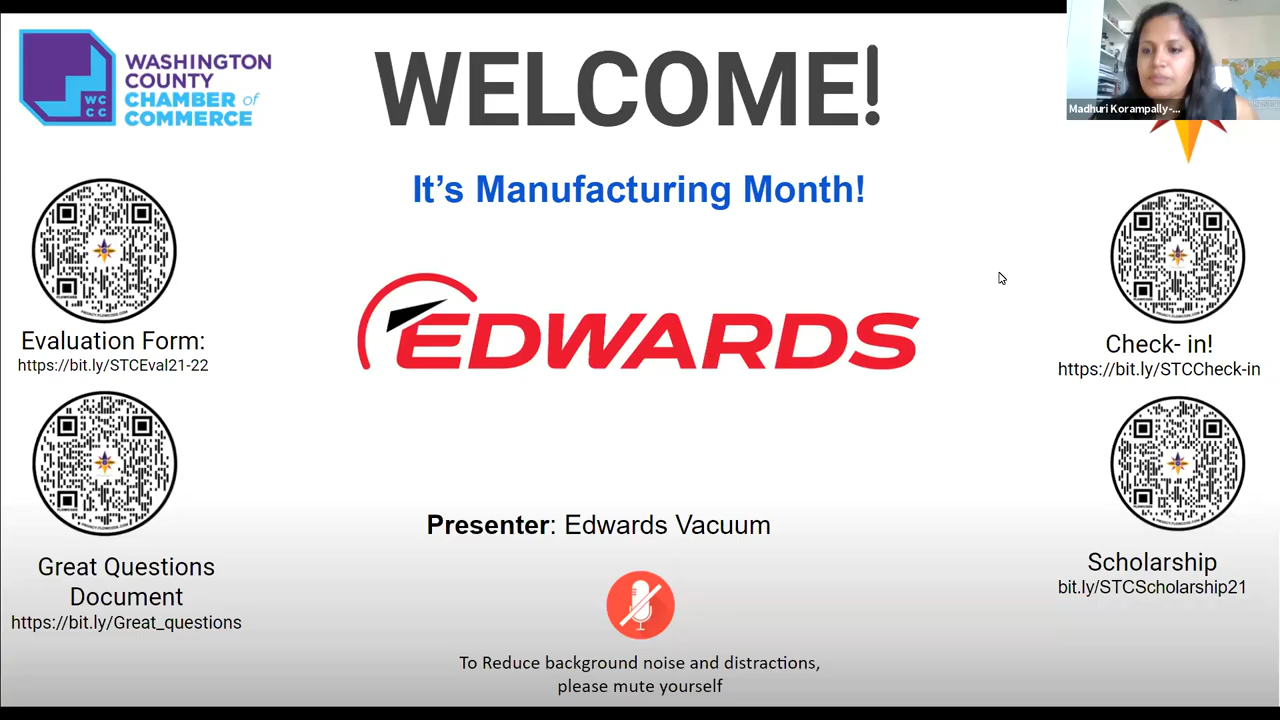 WASHINGTON
COUNTY
CHAMBER of
COMMERCE
WC
CC
WELCOME!
Madhuri Korampally-...
It's Manufacturing Month!
EDWARDS
Evaluation Form:
https://bit.ly/STCEval21-22
Check- in!
https://bit.ly/STCCheck-in
Presenter: Edwards Vacuum
Great Questions
Document
https://bit.ly/Great_questions
Scholarship
bit.ly/STCScholarship21
To Reduce background noise and distractions,
please mute yourself